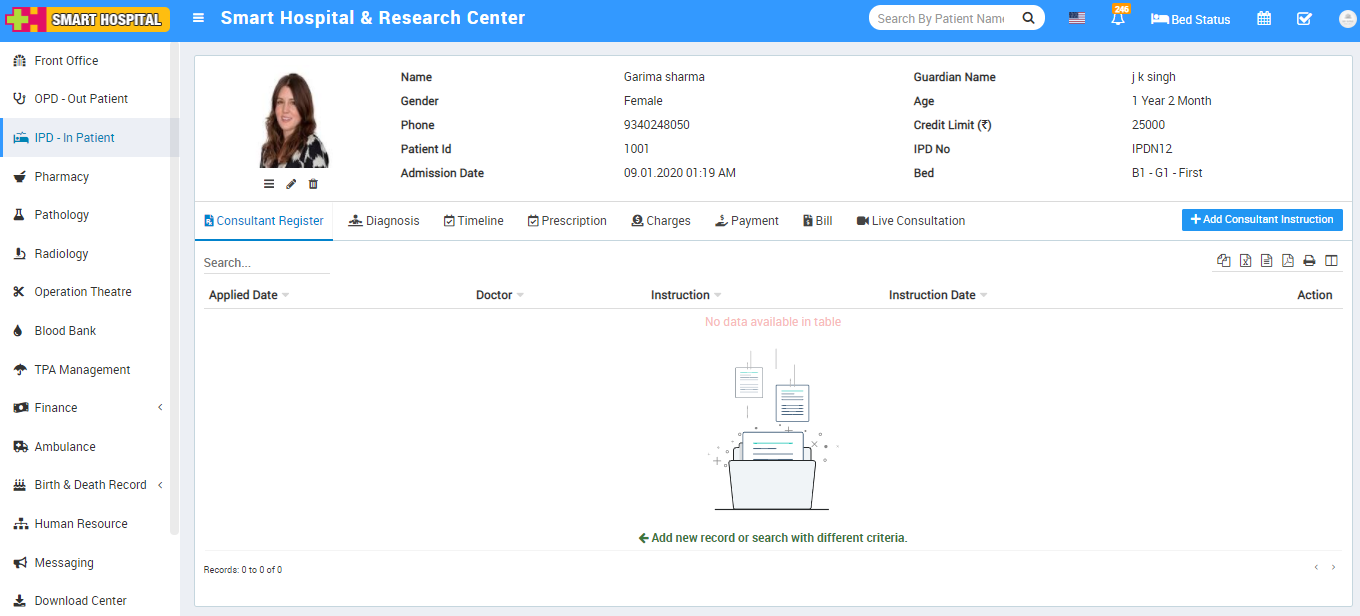 SMART HOSPITAL
Smart Hospital & Research Center
Search By Patient Name
246
Bed Status
Front Office
OPD - Out Patient
IPD - In Patient
Pharmacy
Pathology
Radiology
Operation Theatre
Blood Bank
TPA Management
Finance
Ambulance
Birth & Death Record
Human Resource
Messaging
Download Center
Name Garima sharma Guardian Name j k singh
Gender Female Age 1 Year 2 Month
Phone 9340248050 Credit Limit (₹) 25000
Patient Id 1001 IPD No IPDN12
Admission Date 09.01.2020 01:19 AM Bed B1 - G1 - First
Consultant Register Diagnosis Timeline Prescription Charges Payment Bill Live Consultation + Add Consultant Instruction
Search...
Applied Date Doctor Instruction Instruction Date Action
No data available in table
Add new record or search with different criteria.
Records: 0 to 0 of 0